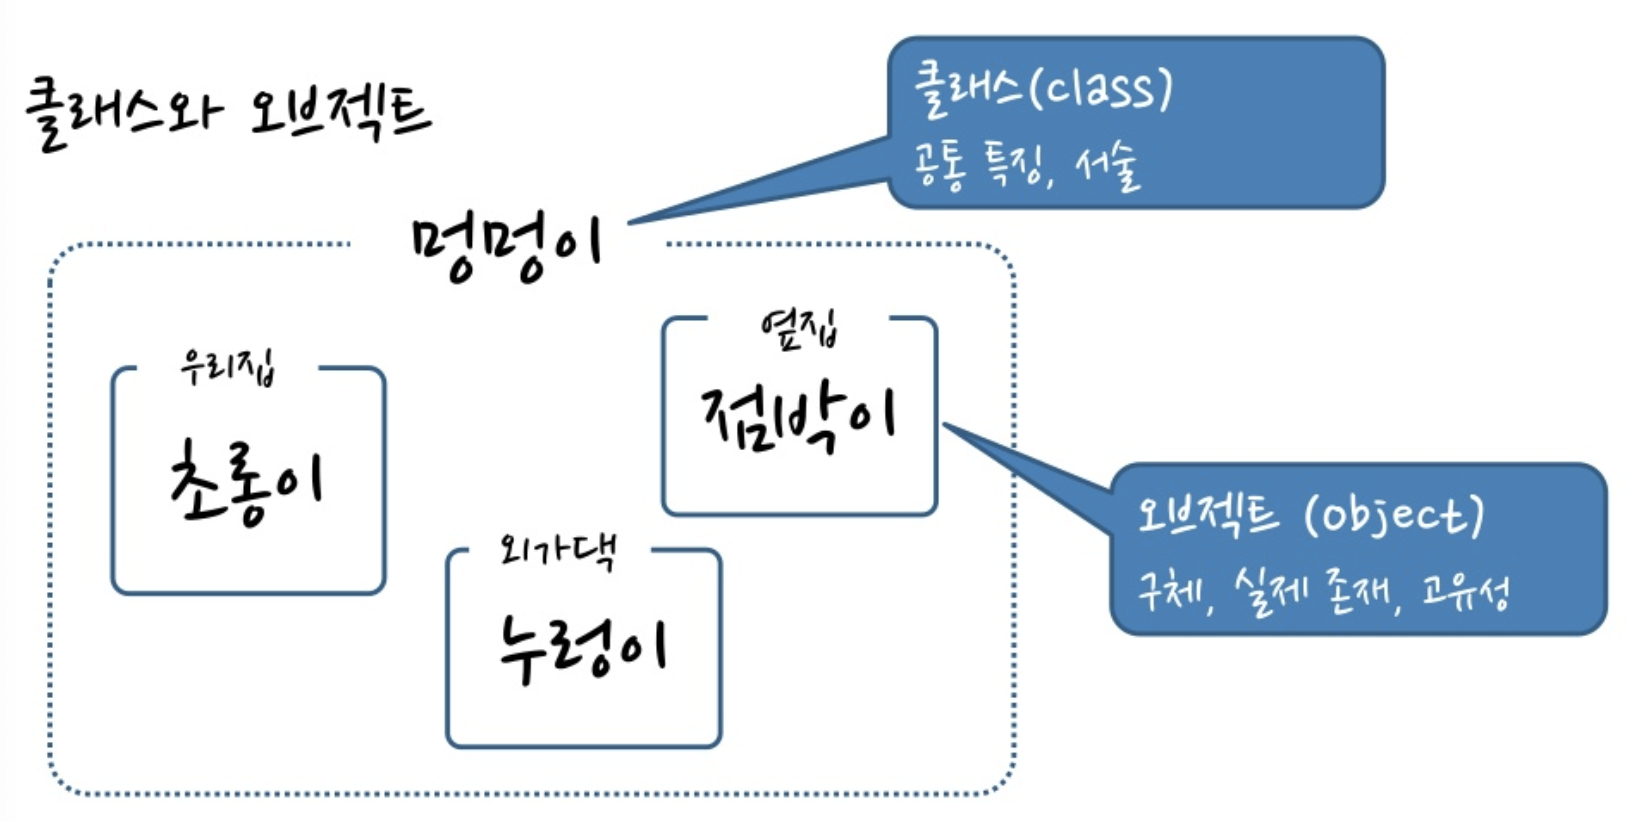 클래스와 오브젝트
클래스(class)
공통 특징, 서술
멍멍이
우리집
초롱이
옆집
점박이
외가댁
누렁이
오브젝트 (object)
구체, 실제 존재, 고유성